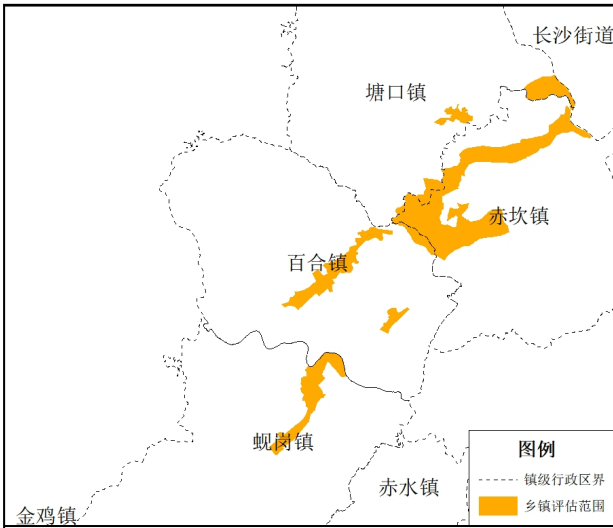 长沙街道
塘口镇
赤坎镇
百合镇
蚬岗镇
赤水镇
金鸡镇
图例
镇级行政区界
乡镇评估范围